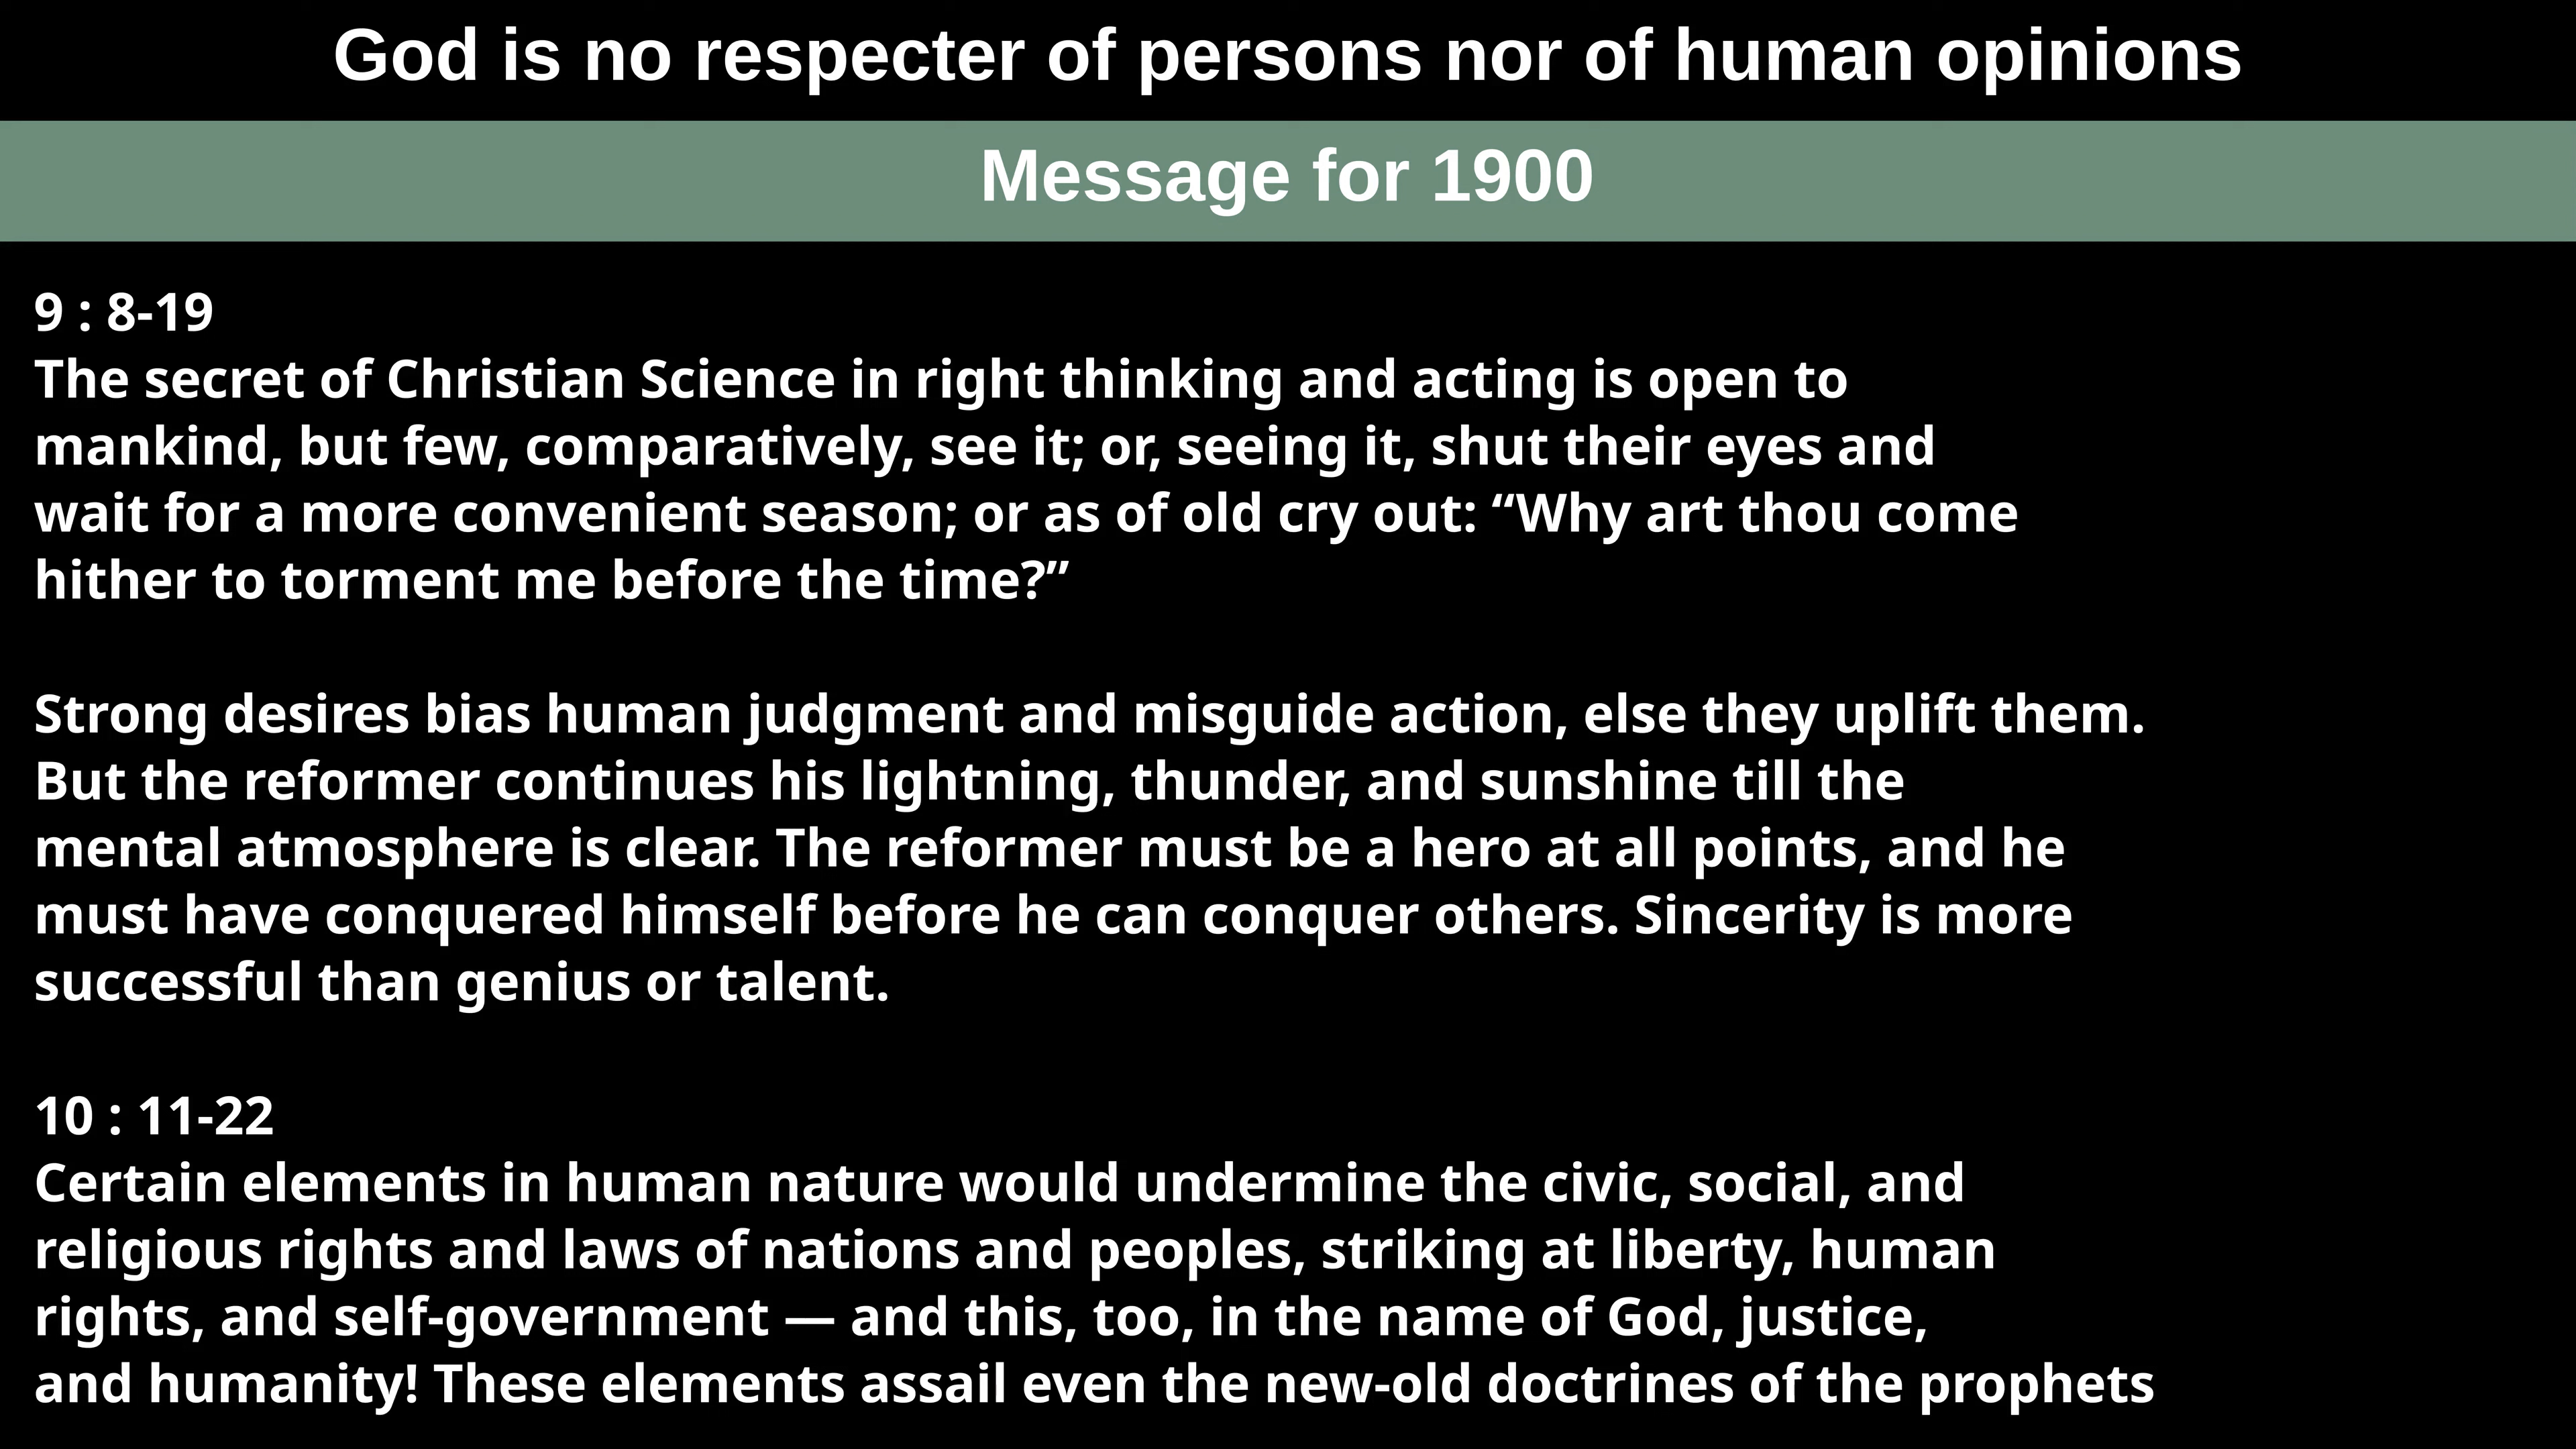 God is no respecter of persons nor of human opinions
Message for 1900
9 : 8-19
The secret of Christian Science in right thinking and acting is open to
mankind, but few, comparatively, see it; or, seeing it, shut their eyes and
wait for a more convenient season; or as of old cry out: “Why art thou come
hither to torment me before the time?”
Strong desires bias human judgment and misguide action, else they uplift them.
But the reformer continues his lightning, thunder, and sunshine till the
mental atmosphere is clear. The reformer must be a hero at all points, and he
must have conquered himself before he can conquer others. Sincerity is more
successful than genius or talent.
10 : 11-22
Certain elements in human nature would undermine the civic, social, and
religious rights and laws of nations and peoples, striking at liberty, human
rights, and self-government — and this, too, in the name of God, justice,
and humanity! These elements assail even the new-old doctrines of the prophets